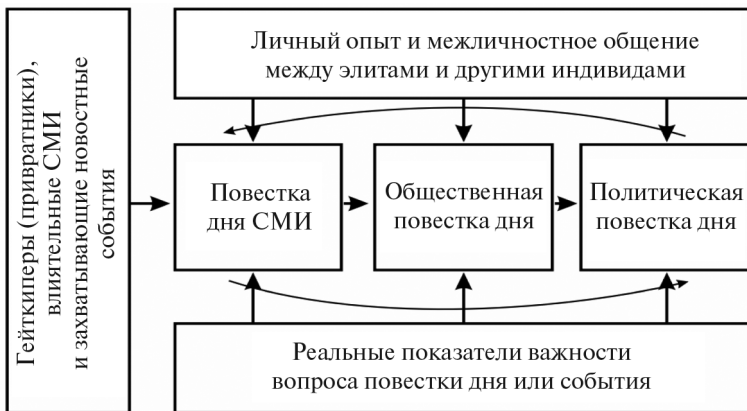 Гейткиперы (привратники),
влиятельные СМИ
и захватывающие новостные
события
Личный опыт и межличностное общение
между элитами и другими индивидами
Повестка
дня СМИ
Общественная
повестка дня
Политическая
повестка дня
Реальные показатели важности
вопроса повестки дня или события